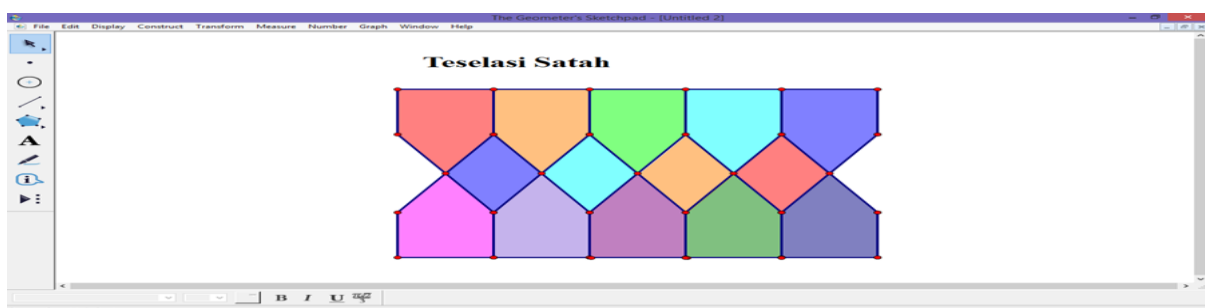 The Geometer's Sketchpad - [Untitled 2]
File Edit Display Construct Transform Measure Number Graph Window Help
Teselasi Satah
A
B I U